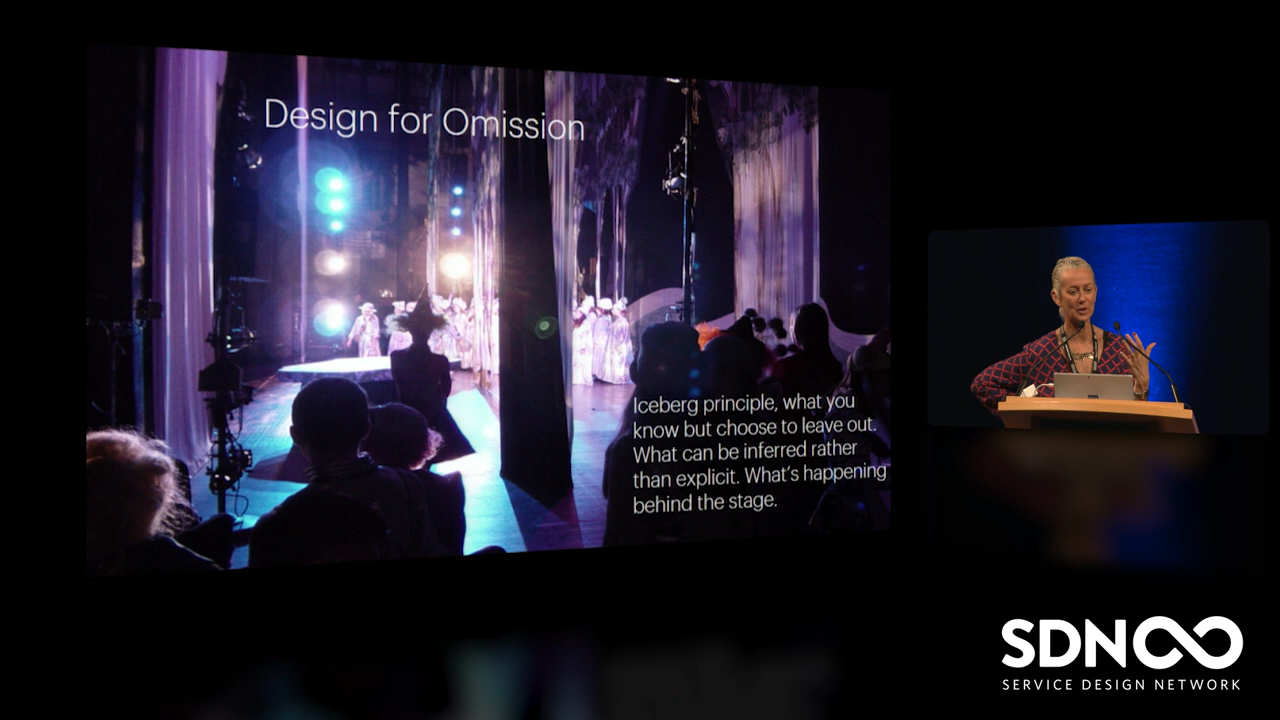 Design for Omission
Iceberg principle, what you
know but choose to leave out.
What can be inferred rather
than explicit. What's happening
behind the stage.
SDN
SERVICE DESIGN NETWORK